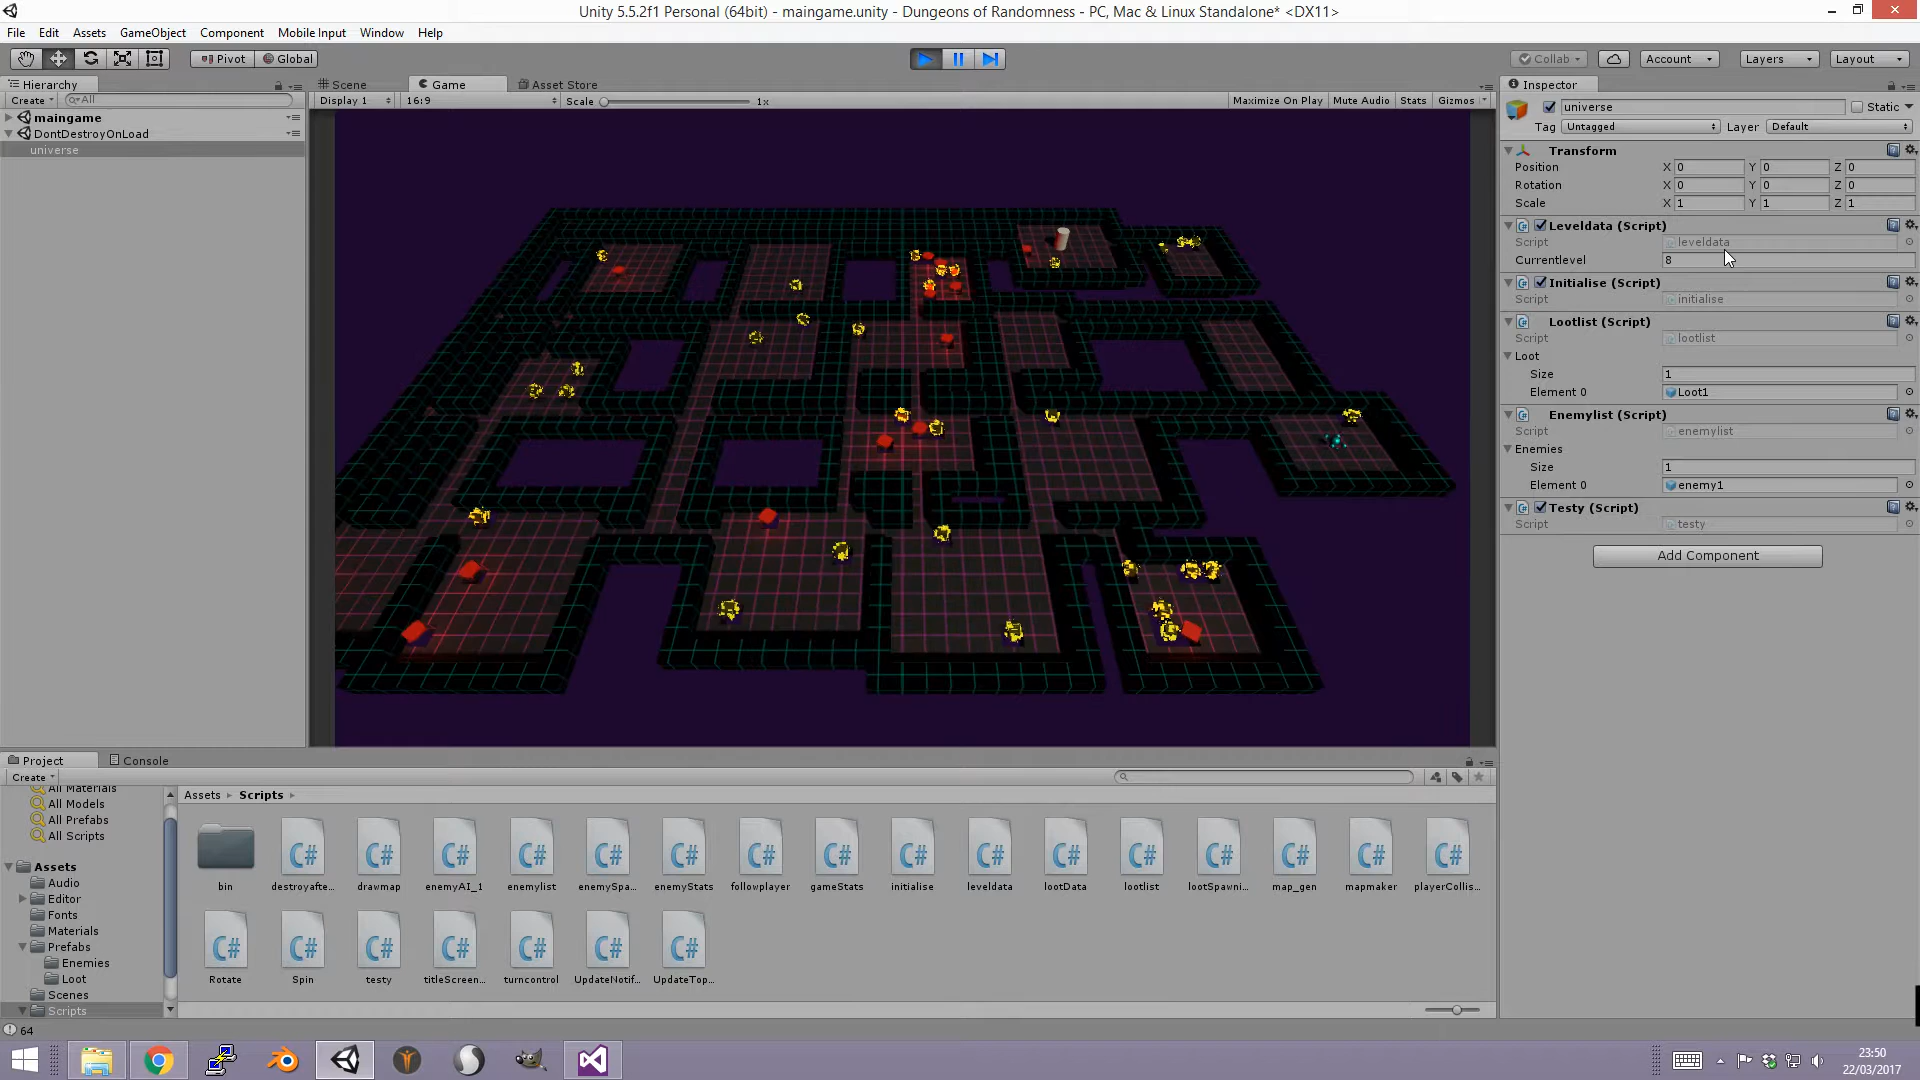 Unity 5.5.2f1 Personal (64bit) - maingame.unity - Dungeons of Randomness - PC, Mac & Linux Standalone* <DX11>
File Edit Assets GameObject Component Mobile Input Window Help
Pivot Global Collab Account Layers Layout
Hierarchy
Create All
maingame
DontDestroyOnLoad
universe
Scene Game Asset Store
Display 1 16:9 Scale 1x Maximize On Play Mute Audio Stats Gizmos
Inspector
universe Static
Tag Untagged Layer Default
Transform
Position X 0 Y 0 Z 0
Rotation X 0 Y 0 Z 0
Scale X 1 Y 1 Z 1
Leveldata (Script)
Script leveldata
Currentlevel 8
Initialise (Script)
Script initialise
Lootlist (Script)
Script lootlist
Loot
Size 1
Element 0 Loot1
Enemylist (Script)
Script enemylist
Enemies
Size 1
Element 0 enemy1
Testy (Script)
Script testy
Add Component
Project Console
Create
All Materials
All Models
All Prefabs
All Scripts
Assets
Audio
Editor
Fonts
Materials
Prefabs
Enemies
Loot
Scenes
Scripts
Assets Scripts
C# C# C# C# C# C# C# C# C# C# C# C# C# C# C# C#
bin destroyafte... drawmap enemyAI_1 enemylist enemySpa... enemyStats followplayer gameStats initialise leveldata lootData lootlist lootSpawni... map_gen mapmaker playerCollis...
C# C# C# C# C# C# C#
Rotate Spin testy titleScreen... turncontrol UpdateNotif... UpdateTop...
64
23:50
22/03/2017